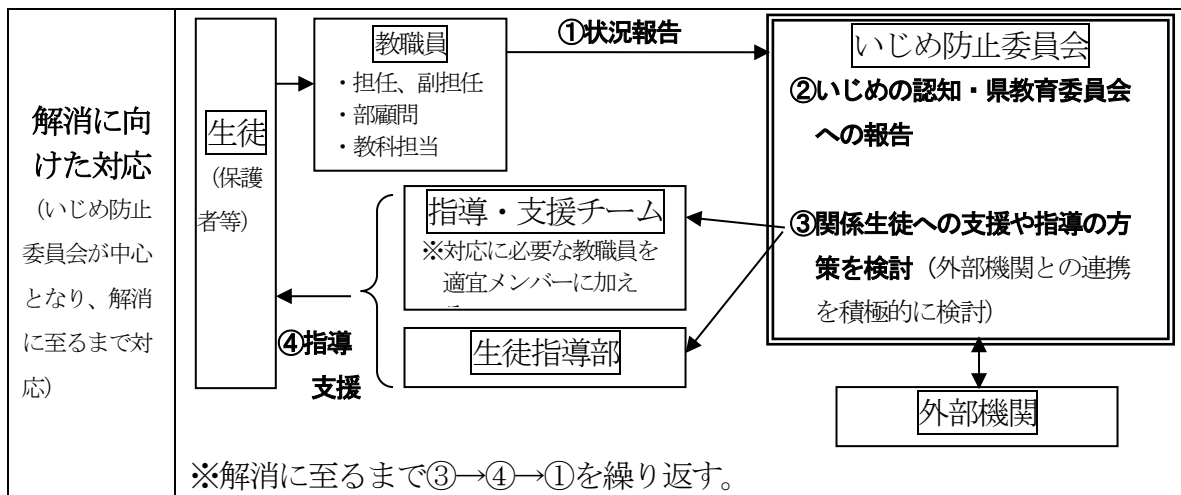 解消に向
けた対応
（いじめ防止
委員会が中心
となり、解消
に至るまで対
応）
生徒
（保護
者等）
教職員
・担任、副担任
・部顧問
・教科担当
①状況報告
いじめ防止委員会
②いじめの認知・県教育委員会
への報告
③関係生徒への支援や指導の方
策を検討（外部機関との連携
を積極的に検討）
指導・支援チーム
※対応に必要な教職員を
適宜メンバーに加え
生徒指導部
④指導
支援
外部機関
※解消に至るまで③→④→①を繰り返す。